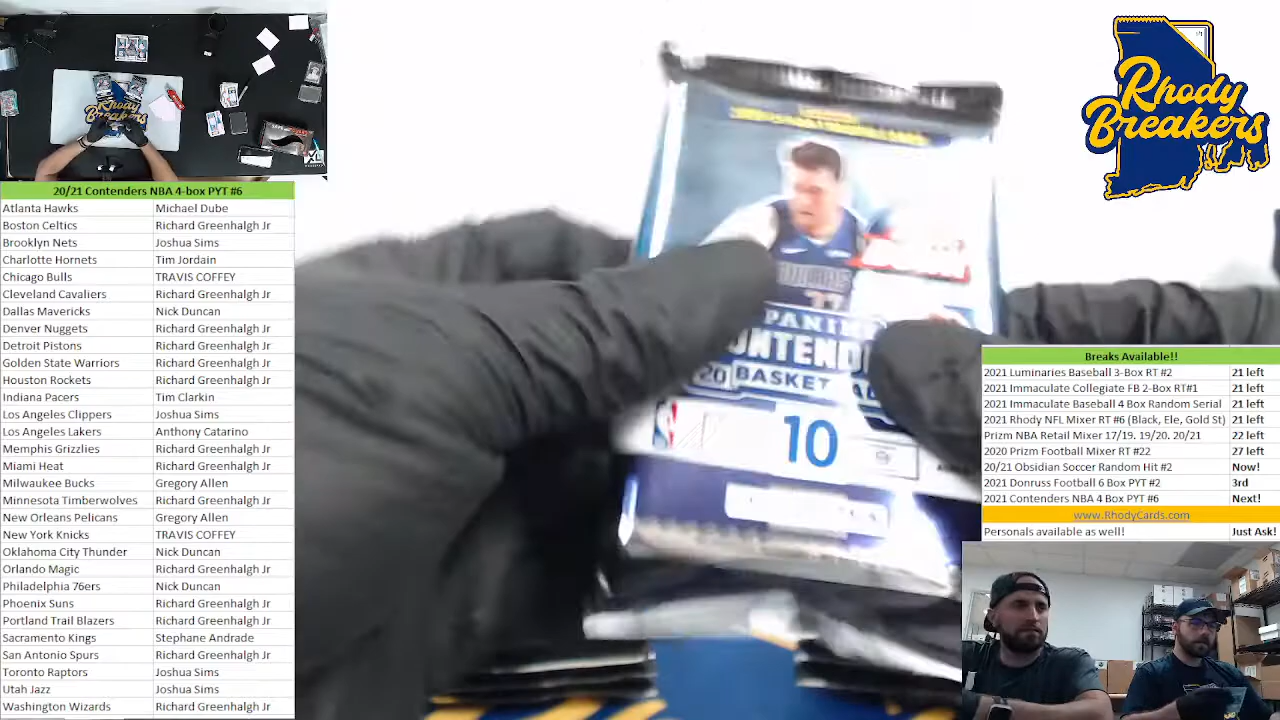 20/21 Contenders NBA 4-box PYT #6
Atlanta Hawks Michael Dube
Boston Celtics Richard Greenhalgh Jr
Brooklyn Nets Joshua Sims
Charlotte Hornets Tim Jordain
Chicago Bulls TRAVIS COFFEY
Cleveland Cavaliers Richard Greenhalgh Jr
Dallas Mavericks Nick Duncan
Denver Nuggets Richard Greenhalgh Jr
Detroit Pistons Richard Greenhalgh Jr
Golden State Warriors Richard Greenhalgh Jr
Houston Rockets Richard Greenhalgh Jr
Indiana Pacers Tim Clarkin
Los Angeles Clippers Joshua Sims
Los Angeles Lakers Anthony Catarino
Memphis Grizzlies Richard Greenhalgh Jr
Miami Heat Richard Greenhalgh Jr
Milwaukee Bucks Gregory Allen
Minnesota Timberwolves Richard Greenhalgh Jr
New Orleans Pelicans Gregory Allen
New York Knicks TRAVIS COFFEY
Oklahoma City Thunder Nick Duncan
Orlando Magic Richard Greenhalgh Jr
Philadelphia 76ers Nick Duncan
Phoenix Suns Richard Greenhalgh Jr
Portland Trail Blazers Richard Greenhalgh Jr
Sacramento Kings Stephane Andrade
San Antonio Spurs Richard Greenhalgh Jr
Toronto Raptors Joshua Sims
Utah Jazz Joshua Sims
Washington Wizards Richard Greenhalgh Jr
Rhody
Breakers
PANIN
ONTEND
20 BASKET
10
Rhody
Breakers
Breaks Available!!
2021 Luminaries Baseball 3-Box RT #2 21 left
2021 Immaculate Collegiate FB 2-Box RT#1 21 left
2021 Immaculate Baseball 4 Box Random Serial 21 left
2021 Rhody NFL Mixer RT #6 (Black, Ele, Gold St) 21 left
Prizm NBA Retail Mixer 17/19. 19/20. 20/21 22 left
2020 Prizm Football Mixer RT #22 27 left
20/21 Obsidian Soccer Random Hit #2 Now!
2021 Donruss Football 6 Box PYT #2 3rd
2021 Contenders NBA 4 Box PYT #6 Next!
www.RhodyCards.com
Personals available as well! Just Ask!